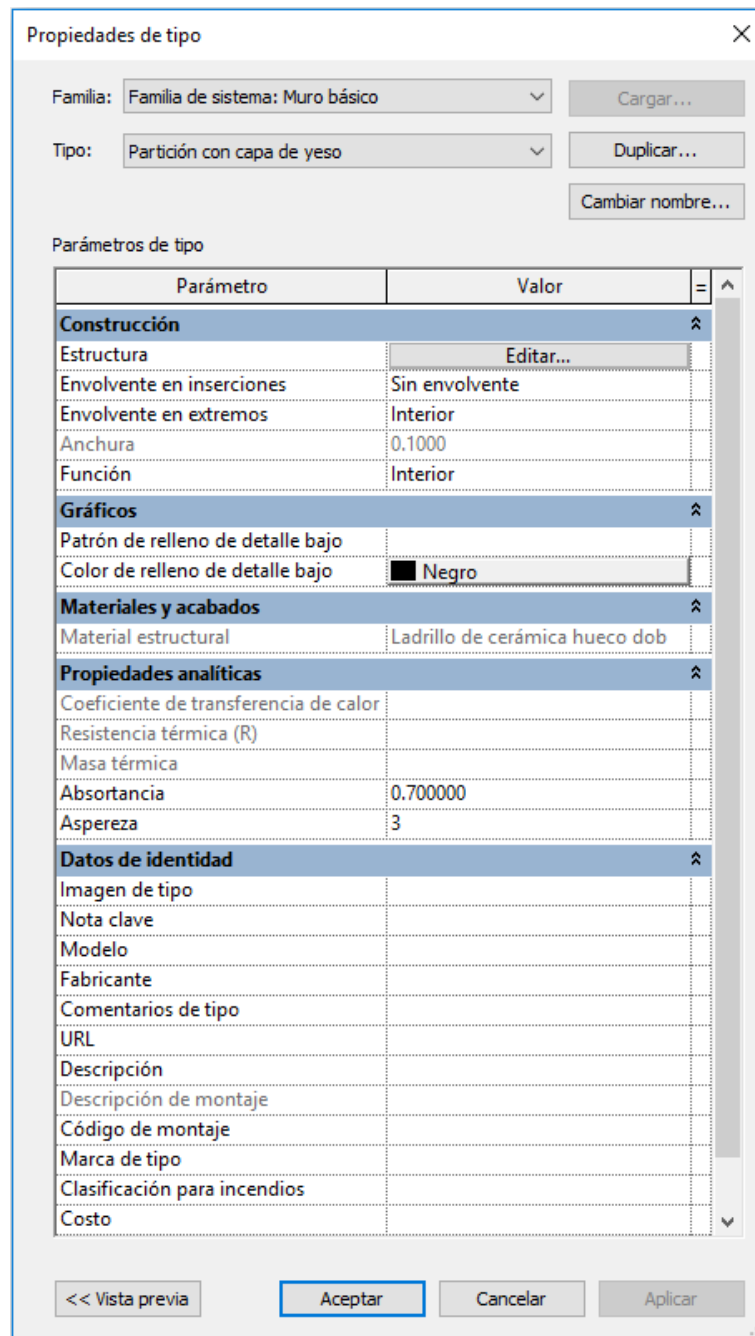 Propiedades de tipo
Familia: Familia de sistema: Muro básico Cargar...
Tipo: Partición con capa de yeso Duplicar...
Cambiar nombre...
Parámetros de tipo
Parámetro Valor =
Construcción
Estructura Editar...
Envolvente en inserciones Sin envolvente
Envolvente en extremos Interior
Anchura 0.1000
Función Interior
Gráficos
Patrón de relleno de detalle bajo
Color de relleno de detalle bajo Negro
Materiales y acabados
Material estructural Ladrillo de cerámica hueco dob
Propiedades analíticas
Coeficiente de transferencia de calor
Resistencia térmica (R)
Masa térmica
Absortancia 0.700000
Aspereza 3
Datos de identidad
Imagen de tipo
Nota clave
Modelo
Fabricante
Comentarios de tipo
URL
Descripción
Descripción de montaje
Código de montaje
Marca de tipo
Clasificación para incendios
Costo
<< Vista previa Aceptar Cancelar Aplicar